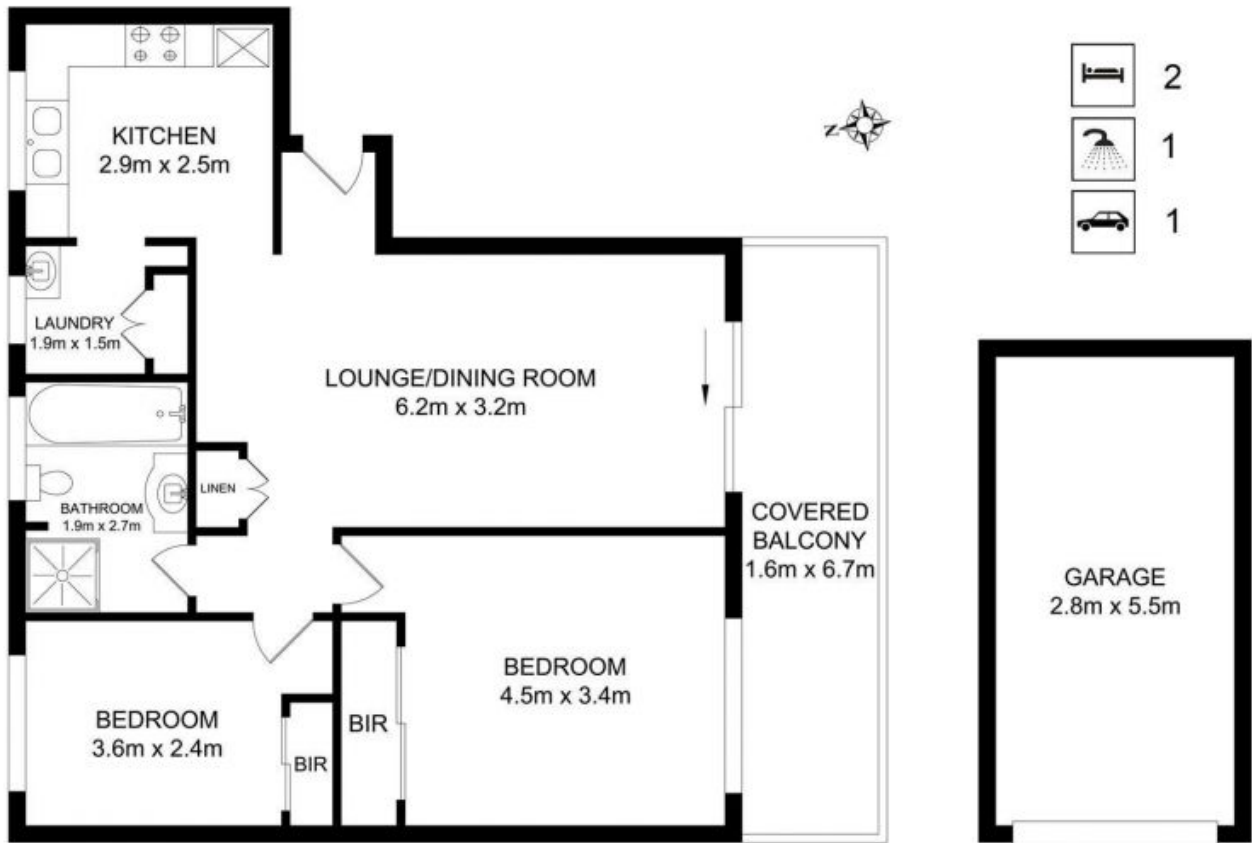 KITCHEN
2.9m x 2.5m
N
2
1
1
LAUNDRY
1.9m x 1.5m
LOUNGE/DINING ROOM
6.2m x 3.2m
LINEN
BATHROOM
1.9m x 2.7m
COVERED
BALCONY
1.6m x 6.7m
GARAGE
2.8m x 5.5m
BEDROOM
4.5m x 3.4m
BEDROOM
3.6m x 2.4m
BIR
BIR